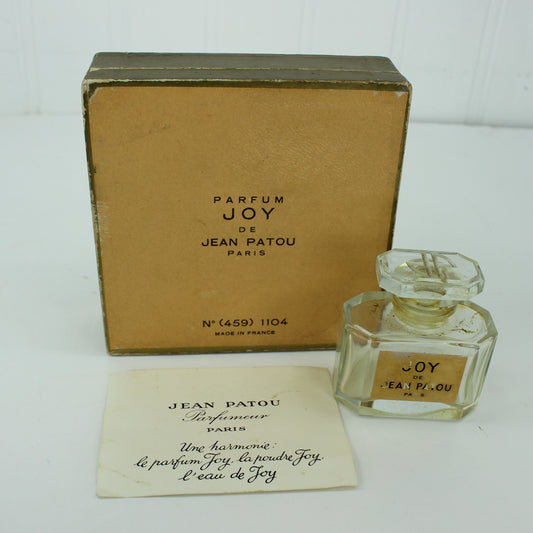 PARFUM
JOY
DE
JEAN PATOU
PARIS
Nº (459) 1104
MADE IN FRANCE
JOY
DE
JEAN PATOU
PARIS
JEAN PATOU
Parfumeur
PARIS
Une harmonie:
le parfum Joy, la poudre Joy,
l'eau de Joy